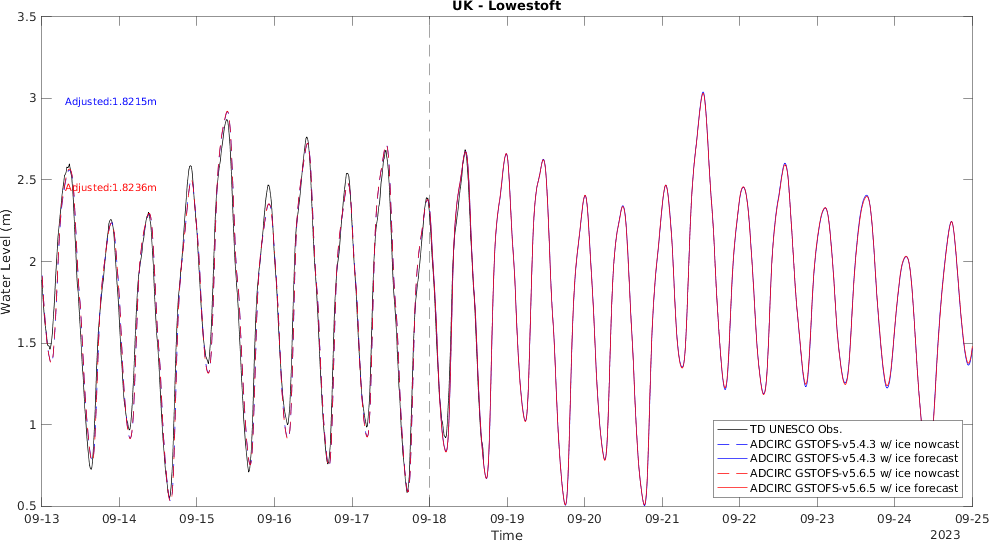 UK - Lowestoft
3.5
3
2.5
2
1.5
1
0.5
Water Level (m)
Adjusted:1.8215m
Adjusted:1.8236m
TD UNESCO Obs.
ADCIRC GSTOFS-v5.4.3 w/ ice nowcast
ADCIRC GSTOFS-v5.4.3 w/ ice forecast
ADCIRC GSTOFS-v5.6.5 w/ ice nowcast
ADCIRC GSTOFS-v5.6.5 w/ ice forecast
09-13 09-14 09-15 09-16 09-17 09-18 09-19 09-20 09-21 09-22 09-23 09-24 09-25
Time
2023